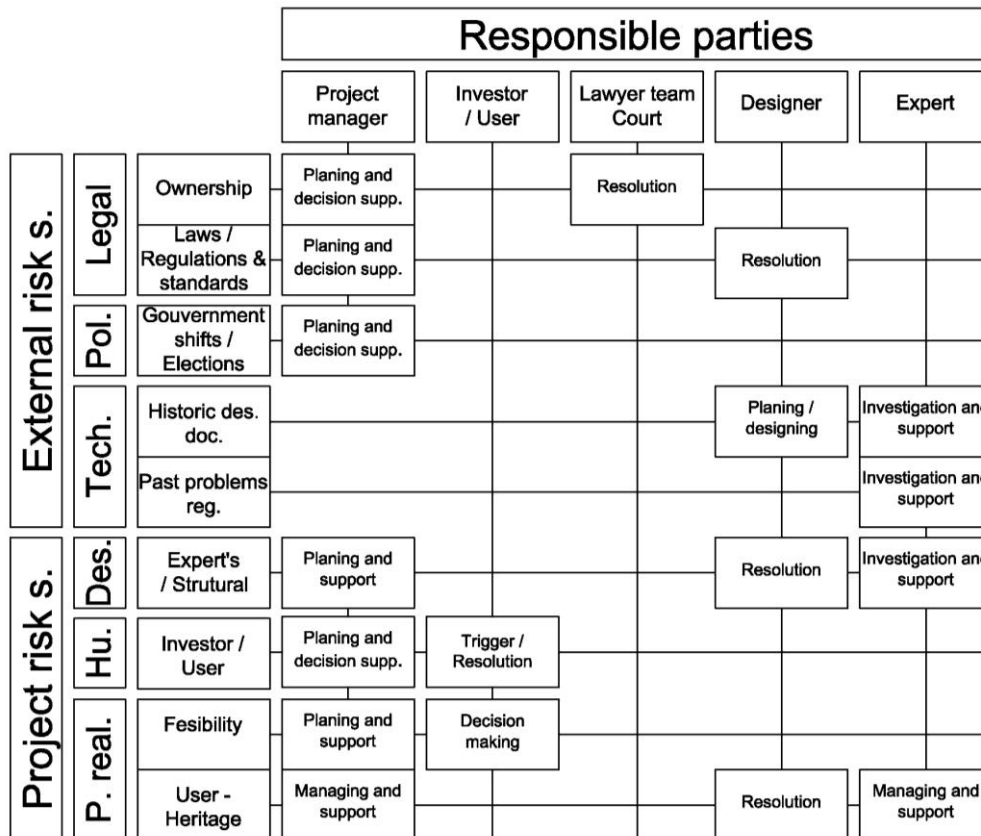 Responsible parties
Project
manager
Investor
/ User
Lawyer team
Court
Designer
Expert
External risk s.
Legal
Ownership
Planing and
decision supp.
Resolution
Laws /
Regulations &
standards
Planing and
decision supp.
Resolution
Pol.
Gouvernment
shifts /
Elections
Planing and
decision supp.
Tech.
Historic des.
doc.
Planing /
designing
Investigation and
support
Past problems
reg.
Investigation and
support
Project risk s.
Des.
Expert's
/ Strutural
Planing and
support
Resolution
Investigation and
support
Hu.
Investor /
User
Planing and
decision supp.
Trigger /
Resolution
P. real.
Fesibility
Planing and
support
Decision
making
User -
Heritage
Managing and
support
Resolution
Managing and
support